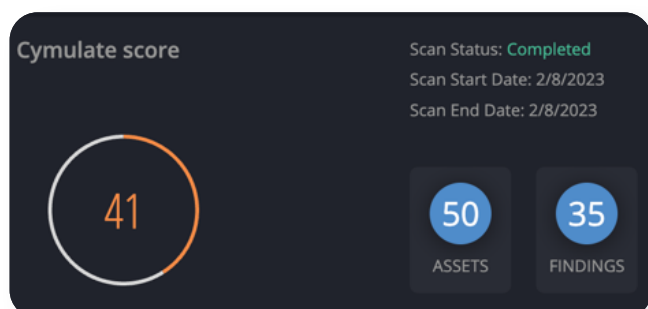 Cymulate score
Scan Status: Completed
Scan Start Date: 2/8/2023
Scan End Date: 2/8/2023
41
50
ASSETS
35
FINDINGS